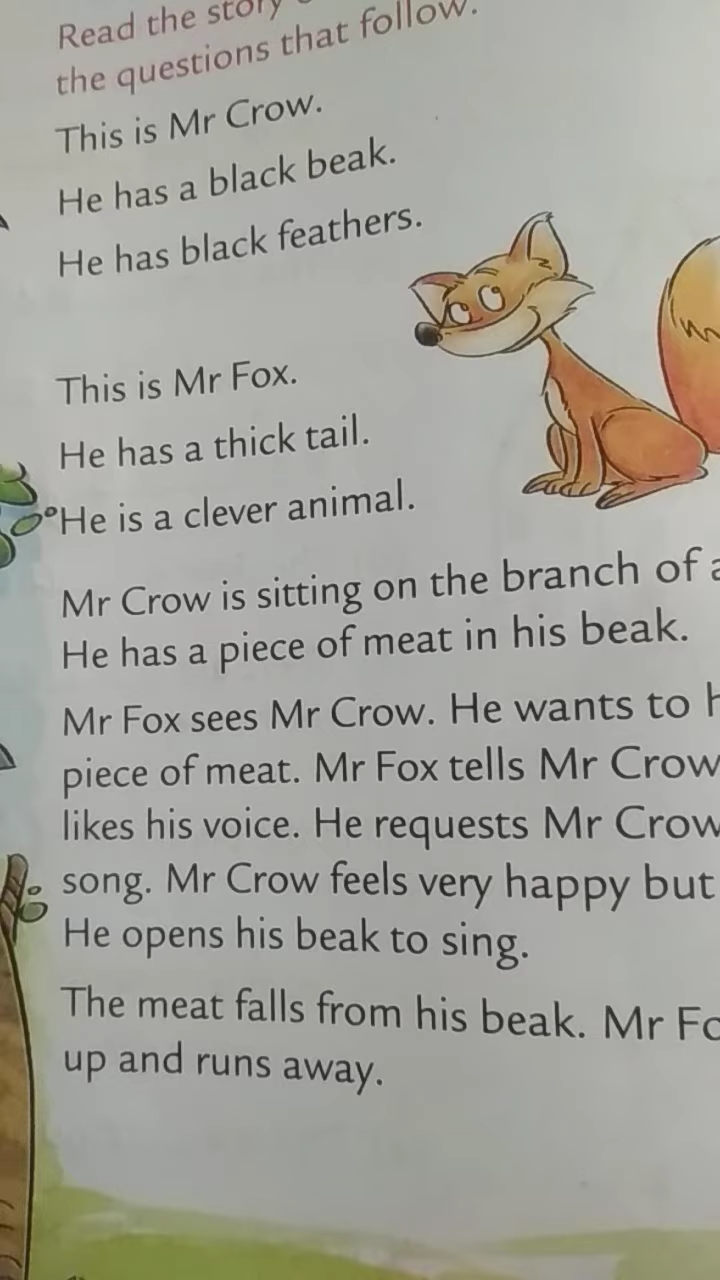 Read the story
the questions that follow.
This is Mr Crow.
He has a black beak.
He has black feathers.
This is Mr Fox.
He has a thick tail.
He is a clever animal.
Mr Crow is sitting on the branch of a
He has a piece of meat in his beak.
Mr Fox sees Mr Crow. He wants to h
piece of meat. Mr Fox tells Mr Crow
likes his voice. He requests Mr Crow
song. Mr Crow feels very happy but
He opens his beak to sing.
The meat falls from his beak. Mr Fo
up and runs away.